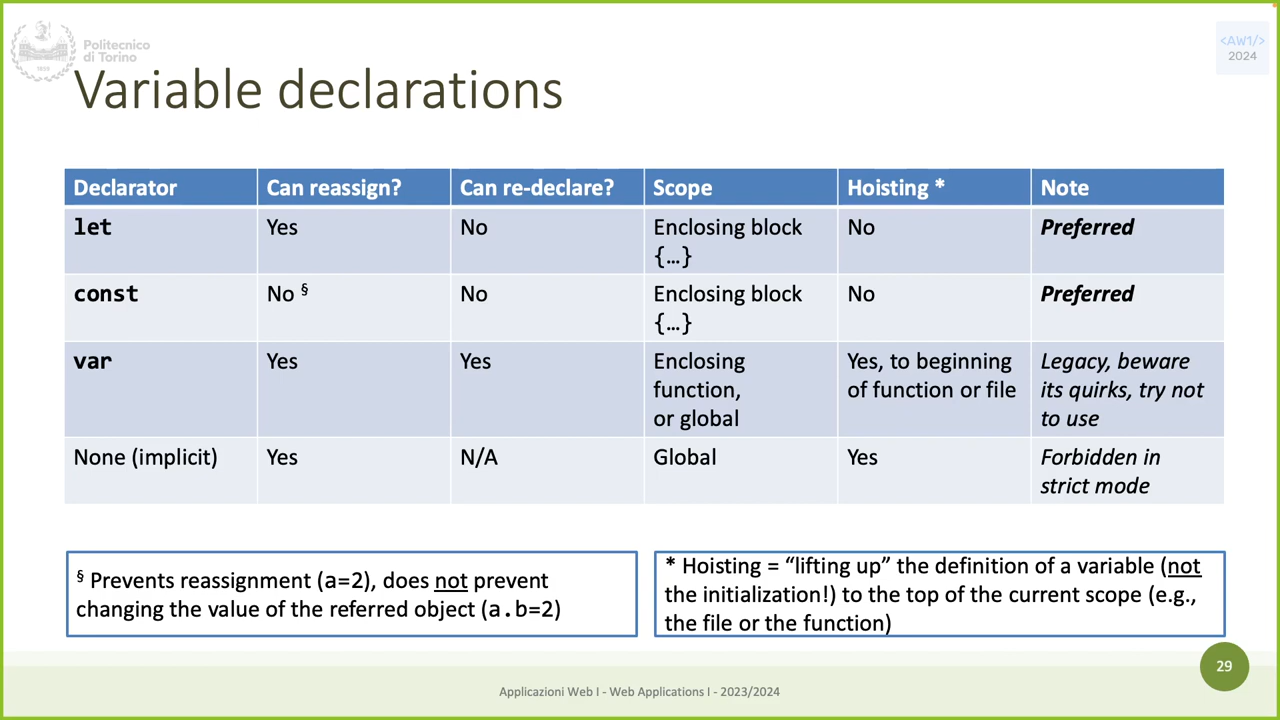 Politecnico
di Torino
1859
<AW1/>
2024
Variable declarations
Declarator Can reassign? Can re-declare? Scope Hoisting * Note
let Yes No Enclosing block No Preferred
{…}
const No § No Enclosing block No Preferred
{…}
var Yes Yes Enclosing Yes, to beginning Legacy, beware
function, of function or file its quirks, try not
or global to use
None (implicit) Yes N/A Global Yes Forbidden in
strict mode
§ Prevents reassignment (a=2), does not prevent
changing the value of the referred object (a.b=2)
* Hoisting = “lifting up” the definition of a variable (not
the initialization!) to the top of the current scope (e.g.,
the file or the function)
29
Applicazioni Web I - Web Applications I - 2023/2024